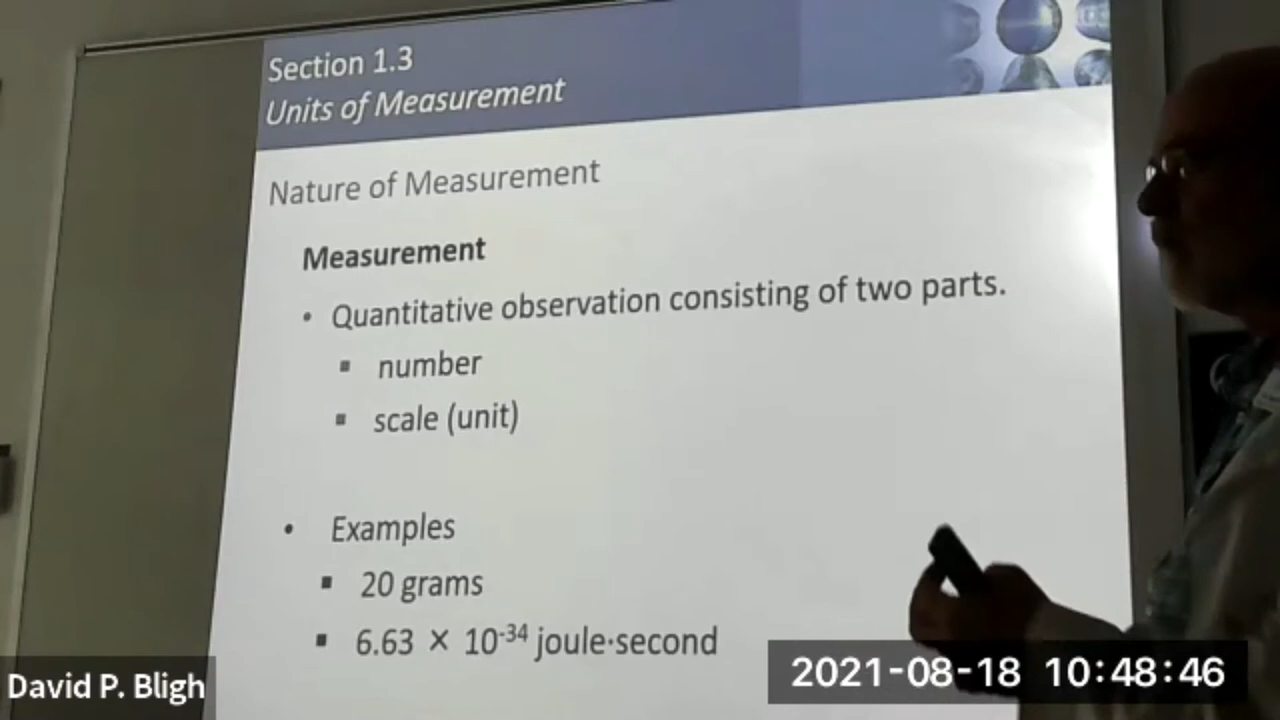 Section 1.3
Units of Measurement
Nature of Measurement
Measurement
• Quantitative observation consisting of two parts.
▪ number
▪ scale (unit)
• Examples
▪ 20 grams
▪ 6.63 × 10⁻³⁴ joule·second
David P. Bligh
2021-08-18 10:48:46